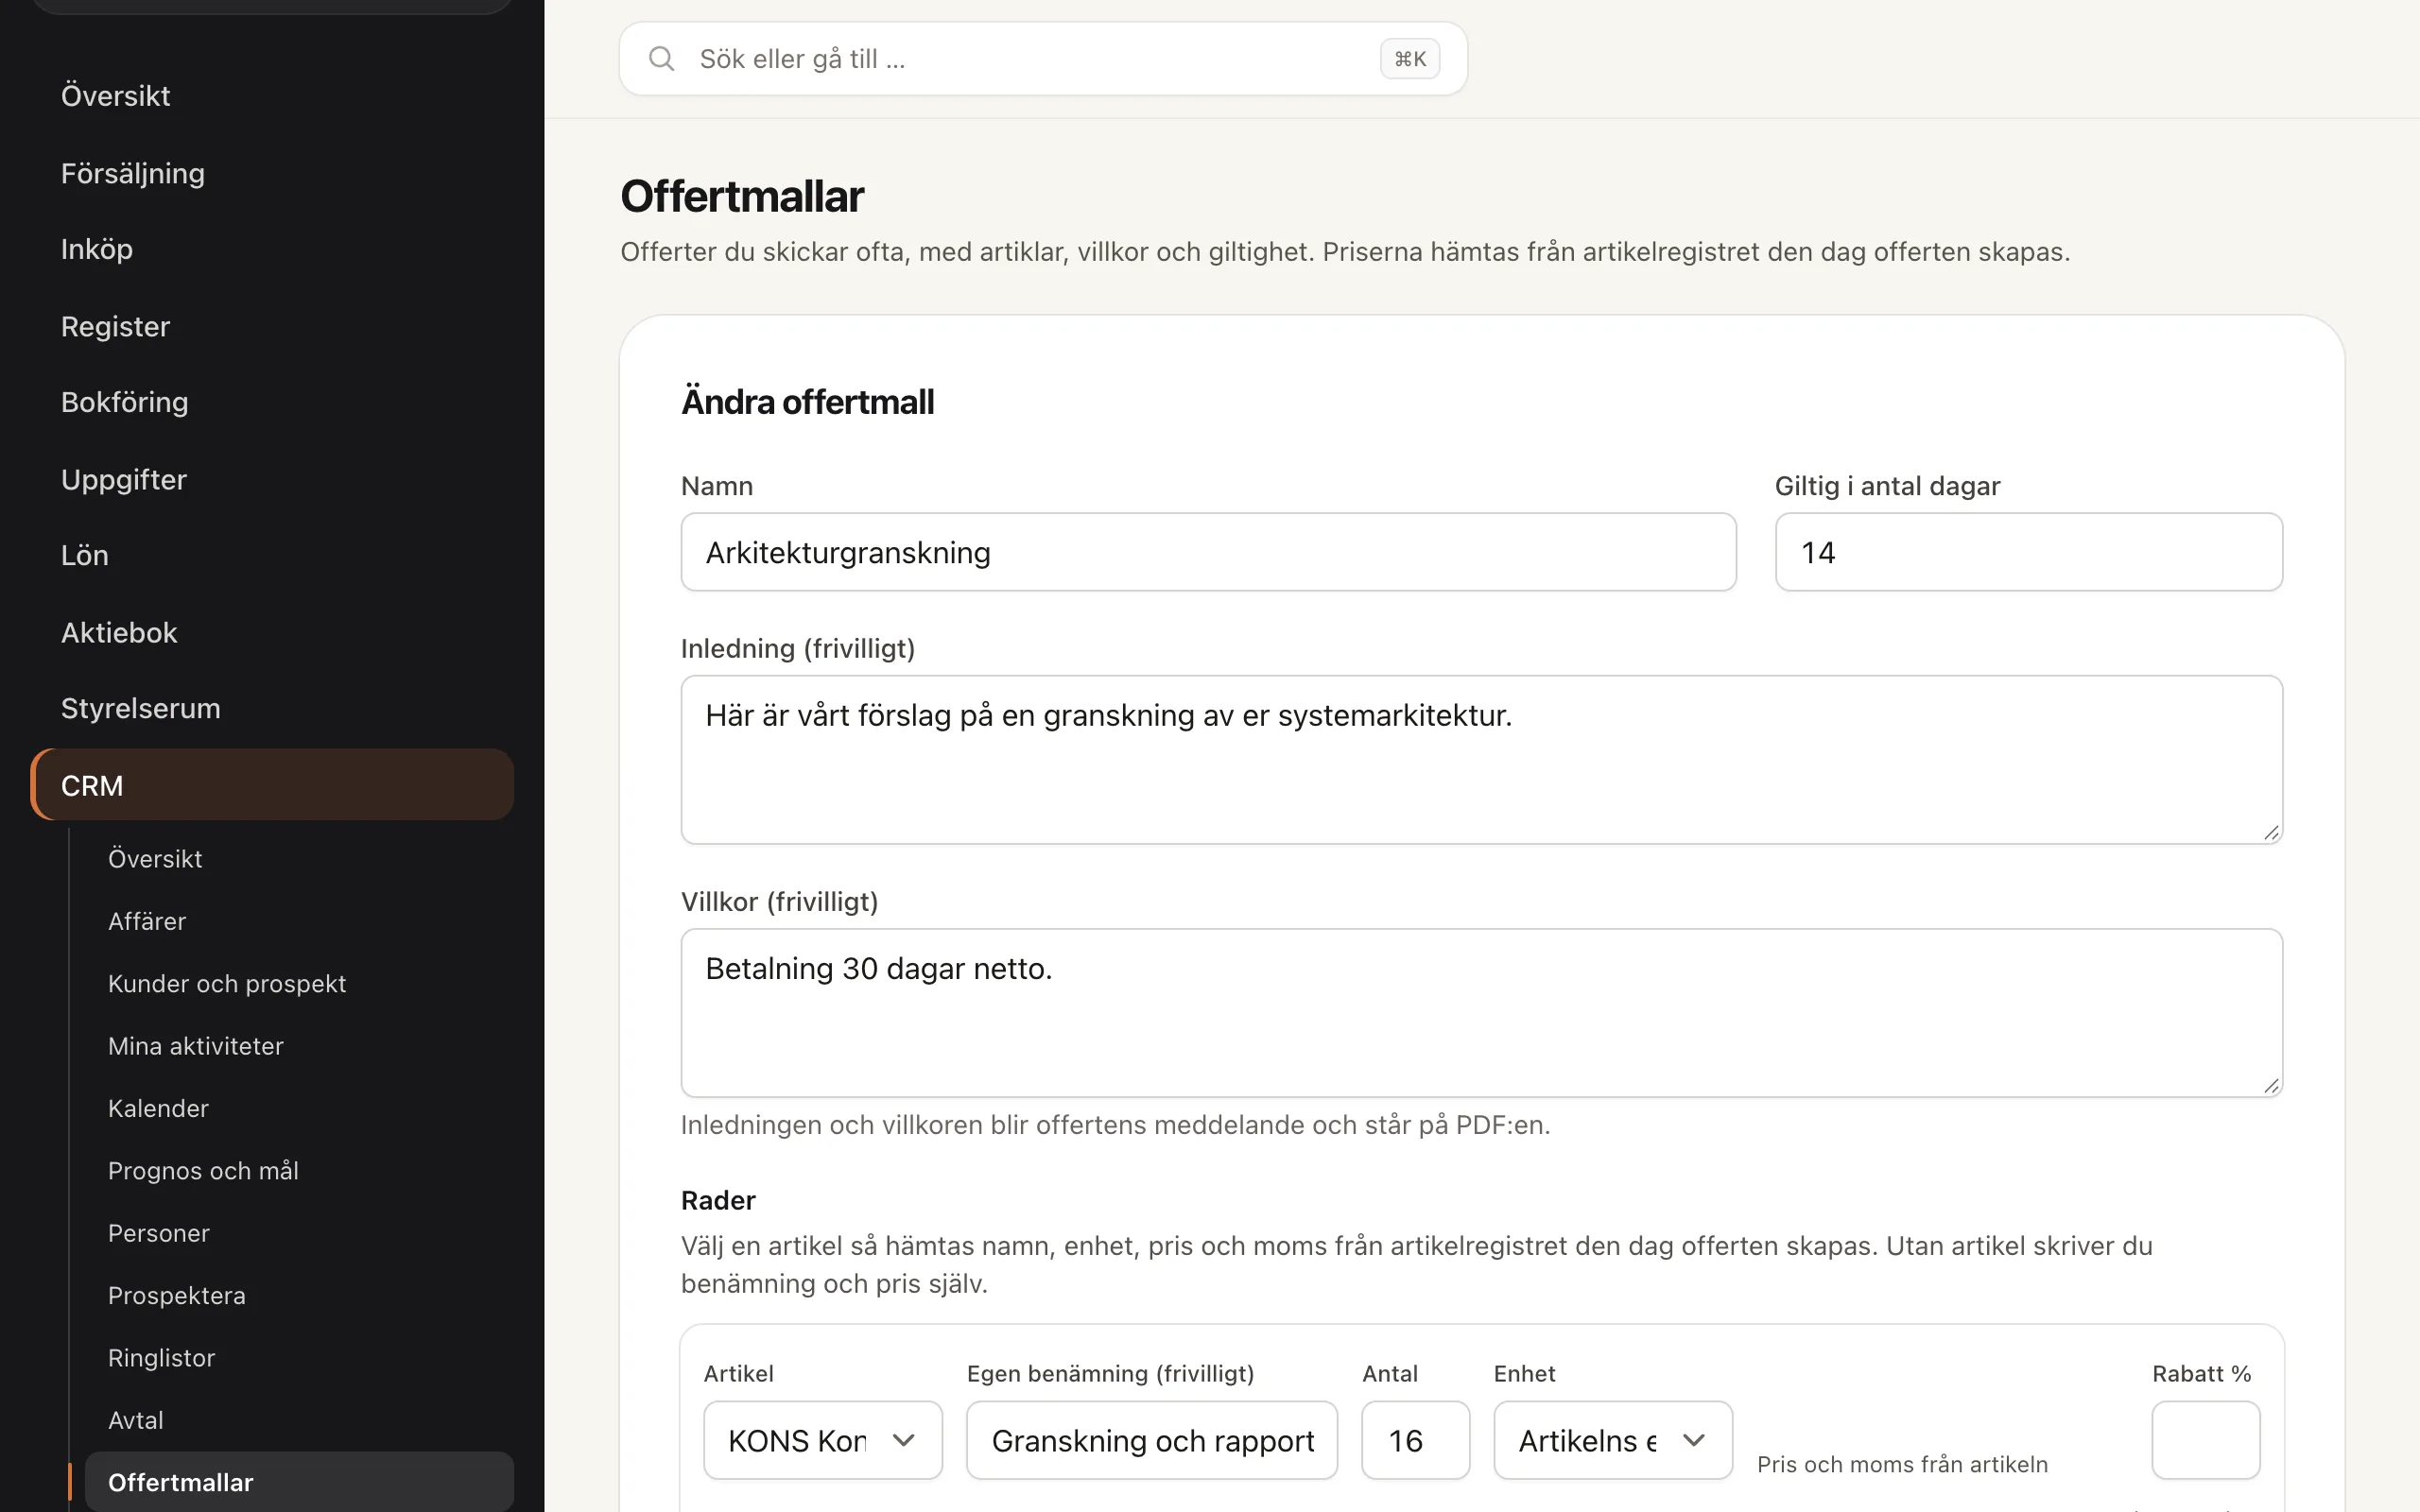 Översikt
Försäljning
Inköp
Register
Bokföring
Uppgifter
Lön
Aktiebok
Styrelserum
CRM
Översikt
Affärer
Kunder och prospekt
Mina aktiviteter
Kalender
Prognos och mål
Personer
Prospektera
Ringlistor
Avtal
Offertmallar
Sök eller gå till ...
⌘K
Offertmallar
Offerter du skickar ofta, med artiklar, villkor och giltighet. Priserna hämtas från artikelregistret den dag offerten skapas.
Ändra offertmall
Namn
Giltig i antal dagar
Arkitekturgranskning
14
Inledning (frivilligt)
Här är vårt förslag på en granskning av er systemarkitektur.
Villkor (frivilligt)
Betalning 30 dagar netto.
Inledningen och villkoren blir offertens meddelande och står på PDF:en.
Rader
Välj en artikel så hämtas namn, enhet, pris och moms från artikelregistret den dag offerten skapas. Utan artikel skriver du
benämning och pris själv.
Artikel
Egen benämning (frivilligt)
Antal
Enhet
Rabatt %
KONS Kon
Granskning och rapport
16
Artikelns e
Pris och moms från artikeln